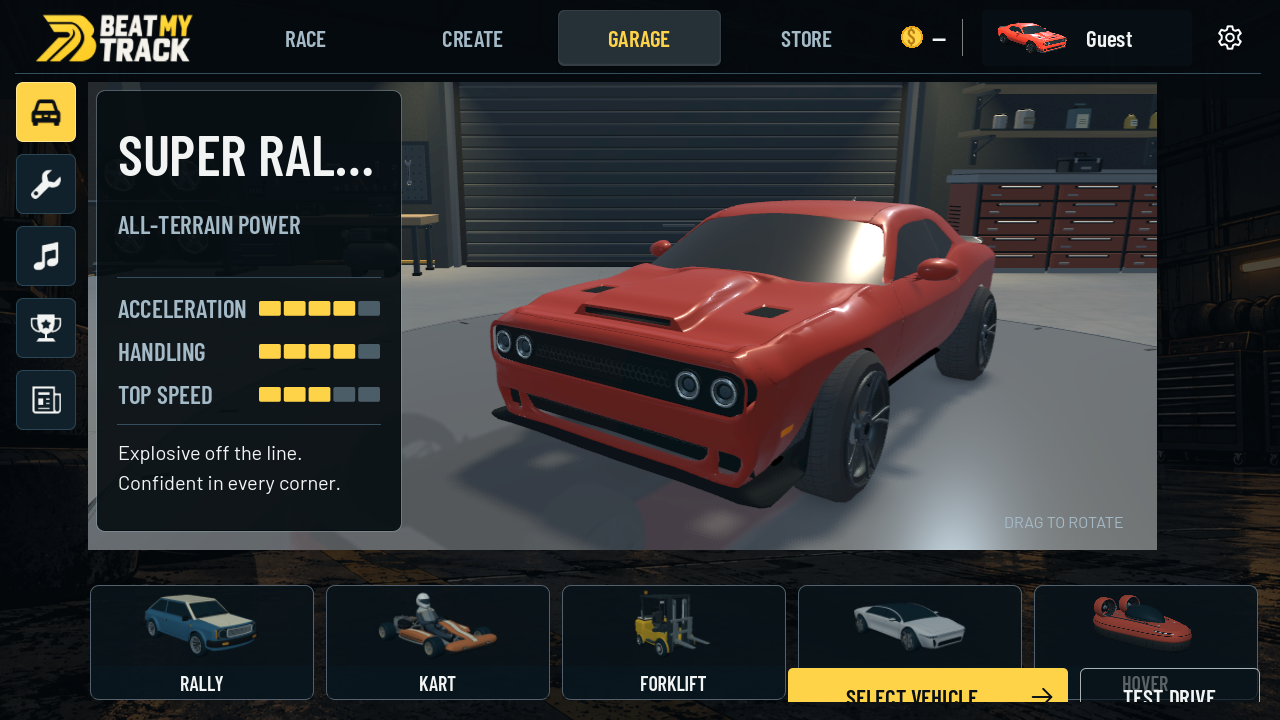 BEAT MY
TRACK
RACE
CREATE
GARAGE
STORE
$ –
Guest
SUPER RAL...
ALL-TERRAIN POWER
ACCELERATION
HANDLING
TOP SPEED
Explosive off the line.
Confident in every corner.
DRAG TO ROTATE
RALLY
KART
FORKLIFT
HOVER
SELECT VEHICLE
TEST DRIVE